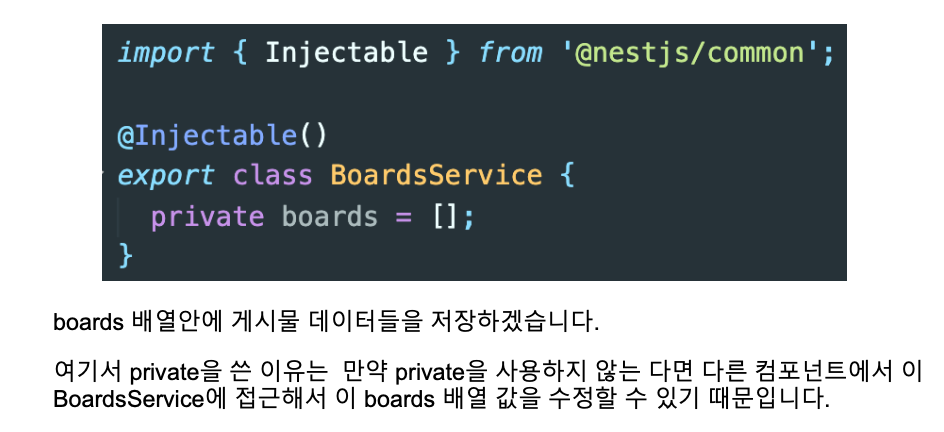 import { Injectable } from '@nestjs/common';
@Injectable()
export class BoardsService {
private boards = [];
}
boards 배열안에 게시물 데이터들을 저장하겠습니다.
여기서 private을 쓴 이유는 만약 private을 사용하지 않는 다면 다른 컴포넌트에서 이
BoardsService에 접근해서 이 boards 배열 값을 수정할 수 있기 때문입니다.